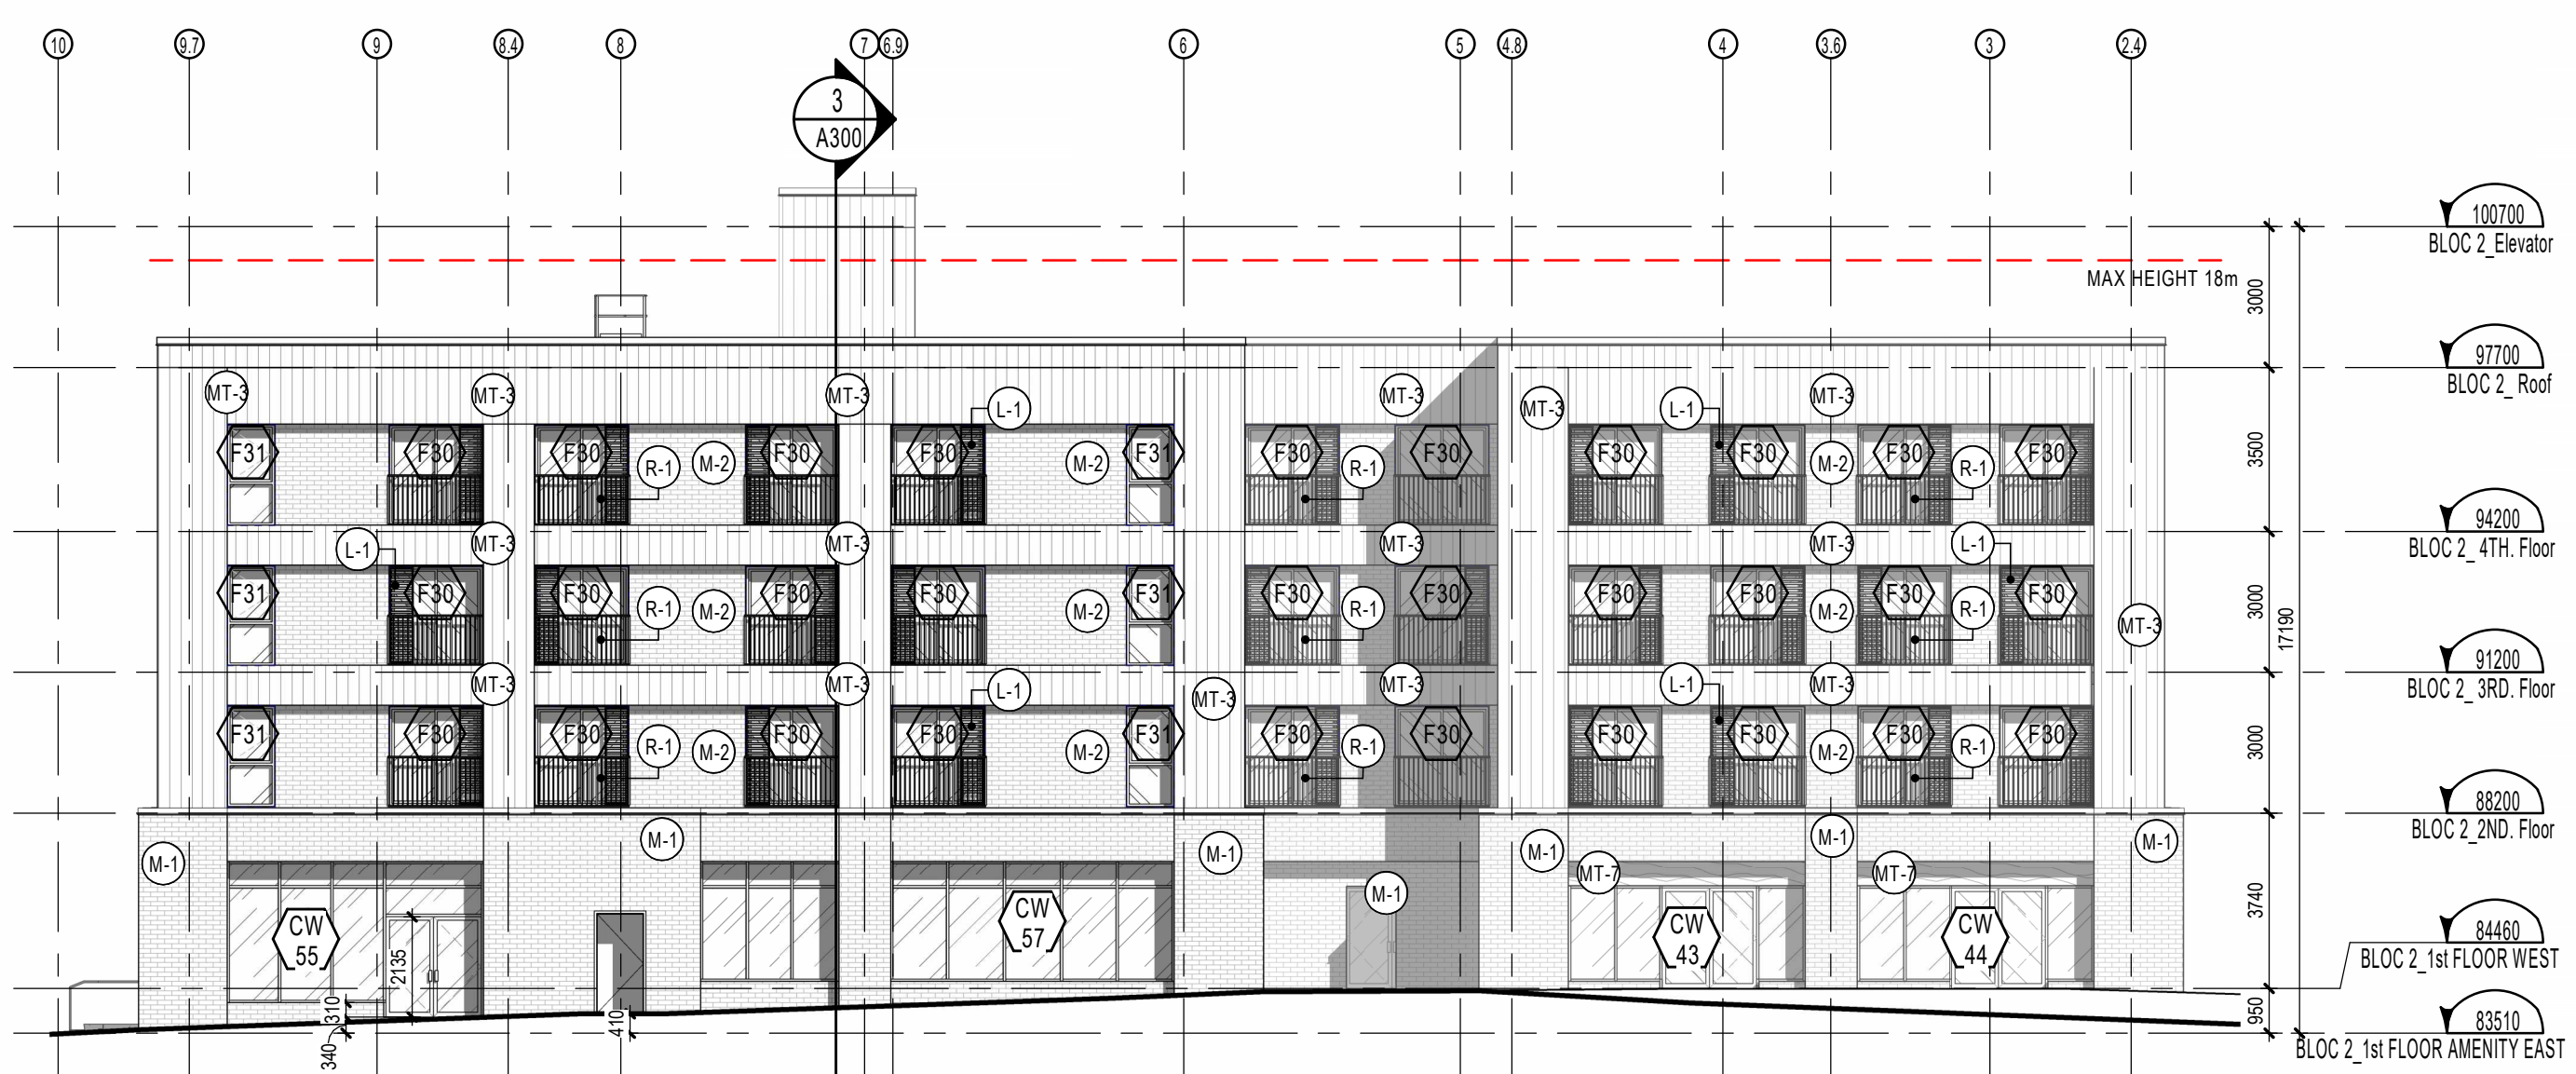 10 9.7 9 8.4 8 7 6.9 6 5 4.8 4 3.6 3 2.4
3
A300
100700
BLOC 2_Elevator
MAX HEIGHT 18m
3000
97700
BLOC 2_ Roof
MT-3 MT-3 MT-3 L-1 MT-3 MT-3 L-1 MT-3
F31 F30 F30 R-1 M-2 F30 F30 M-2 F31 F30 R-1 F30 F30 F30 M-2 F30 R-1 F30
3500
94200
BLOC 2_ 4TH. Floor
L-1 MT-3 MT-3 MT-3 MT-3 L-1
F31 F30 F30 R-1 M-2 F30 F30 M-2 F31 F30 R-1 F30 F30 F30 M-2 F30 R-1 F30
MT-3
3000
17190
91200
BLOC 2_ 3RD. Floor
MT-3 MT-3 L-1 MT-3 MT-3 L-1 MT-3
F31 F30 F30 R-1 M-2 F30 F30 M-2 F31 F30 R-1 F30 F30 F30 M-2 F30 R-1 F30
3000
88200
BLOC 2_2ND. Floor
M-1 M-1 M-1 M-1 M-1 M-1
MT-7 MT-7
M-1
CW
55
CW
57
CW
43
CW
44
2135
3740
84460
BLOC 2_1st FLOOR WEST
310
340
410
950
83510
BLOC 2_1st FLOOR AMENITY EAST